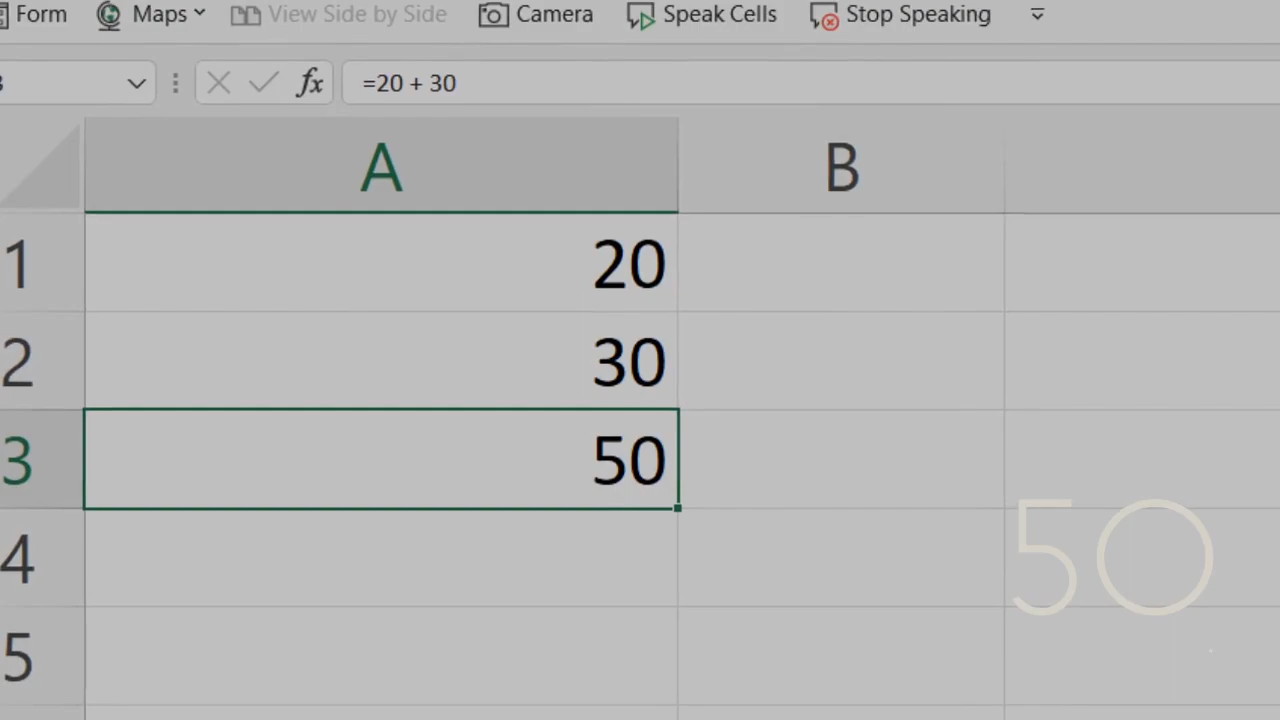 Form Maps View Side by Side Camera Speak Cells Stop Speaking
3 fx =20 + 30
A B
1 20
2 30
3 50
4
50
5